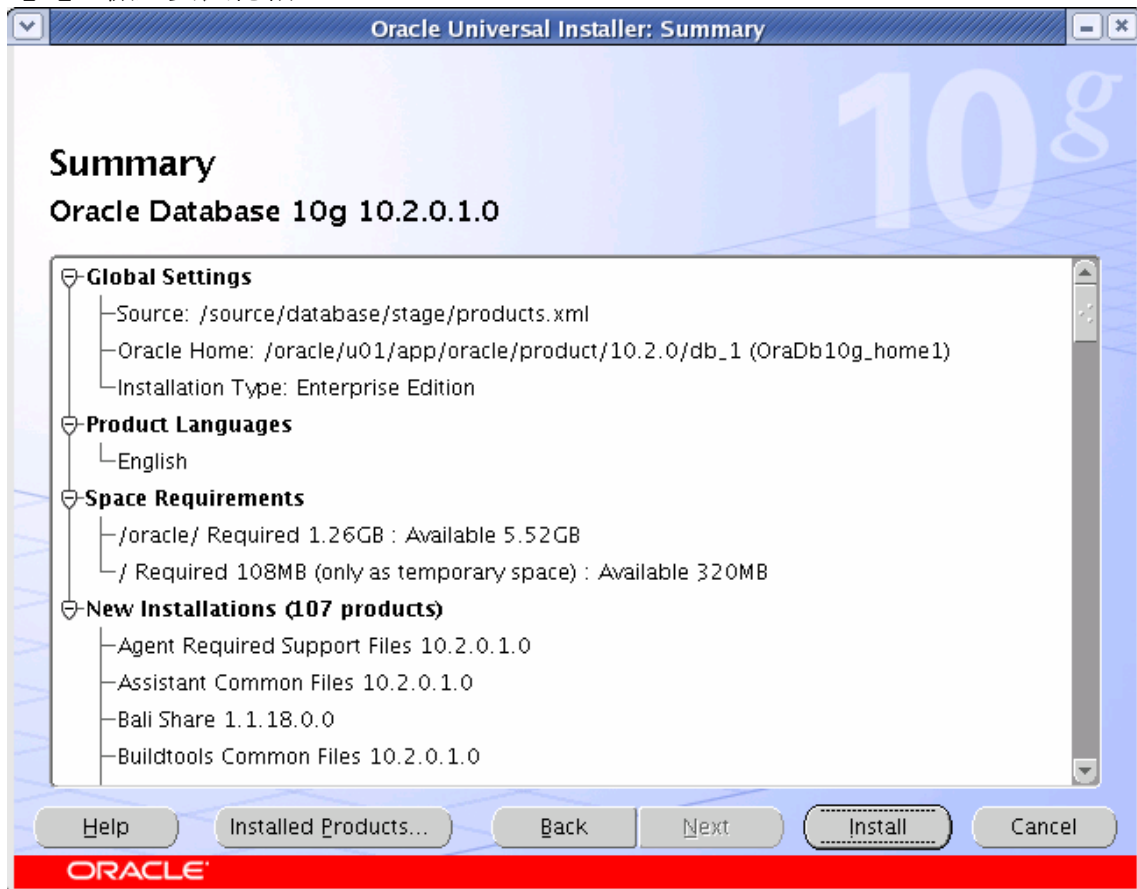 Oracle Universal Installer: Summary
10g
Summary
Oracle Database 10g 10.2.0.1.0
Global Settings
Source: /source/database/stage/products.xml
Oracle Home: /oracle/u01/app/oracle/product/10.2.0/db_1 (OraDb10g_home1)
Installation Type: Enterprise Edition
Product Languages
English
Space Requirements
/oracle/ Required 1.26GB : Available 5.52GB
/ Required 108MB (only as temporary space) : Available 320MB
New Installations (107 products)
Agent Required Support Files 10.2.0.1.0
Assistant Common Files 10.2.0.1.0
Bali Share 1.1.18.0.0
Buildtools Common Files 10.2.0.1.0
Help Installed Products... Back Next Install Cancel
ORACLE